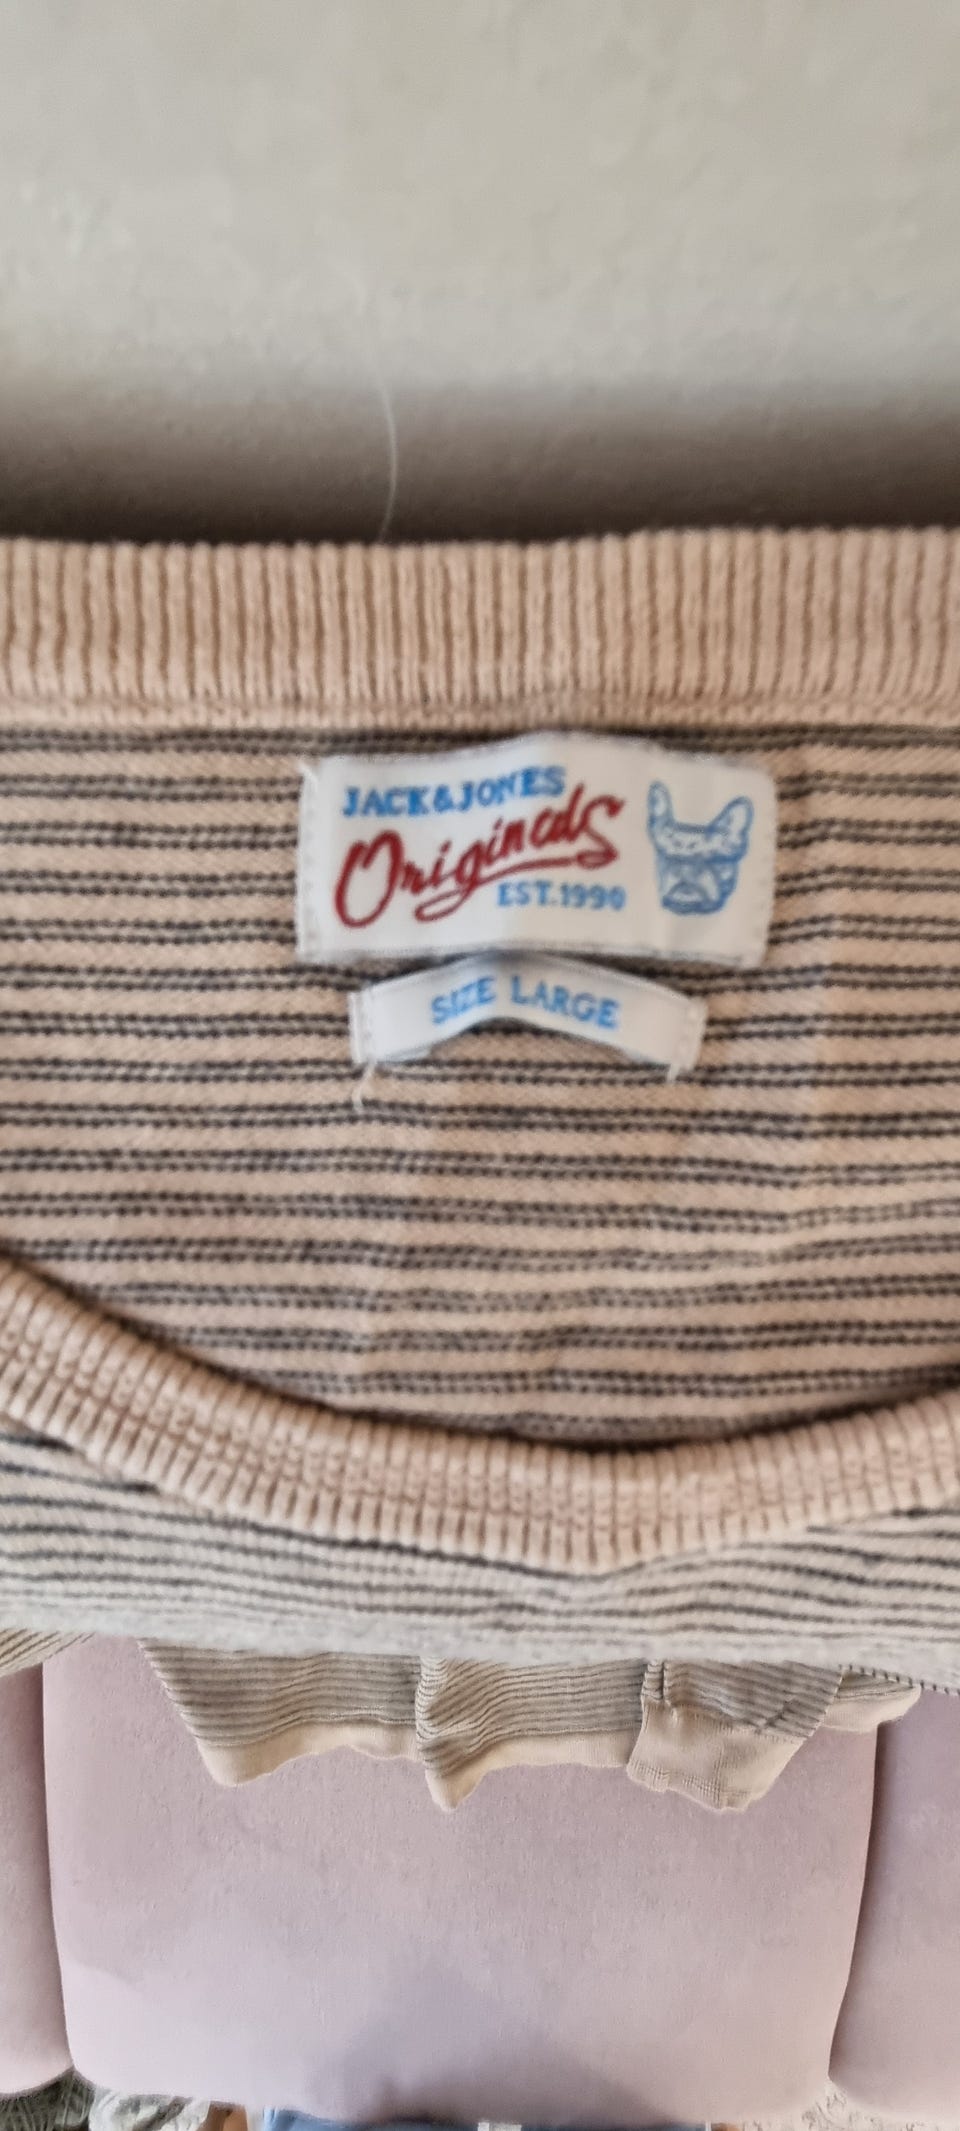 JACK&JONES
Originals
EST.1990
SIZE LARGE